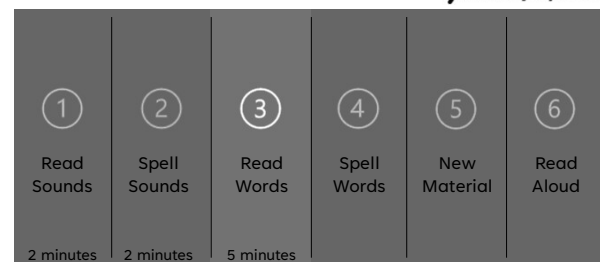 1
Read
Sounds
2 minutes
2
Spell
Sounds
2 minutes
3
Read
Words
5 minutes
4
Spell
Words
5
New
Material
6
Read
Aloud